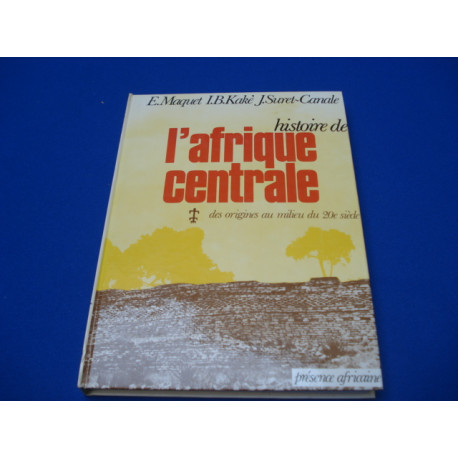 E.Maquet I.B.Kaké J.Suret-Canale
histoire de
l'afrique
centrale
des origines au milieu du 20e siècle
présence africaine